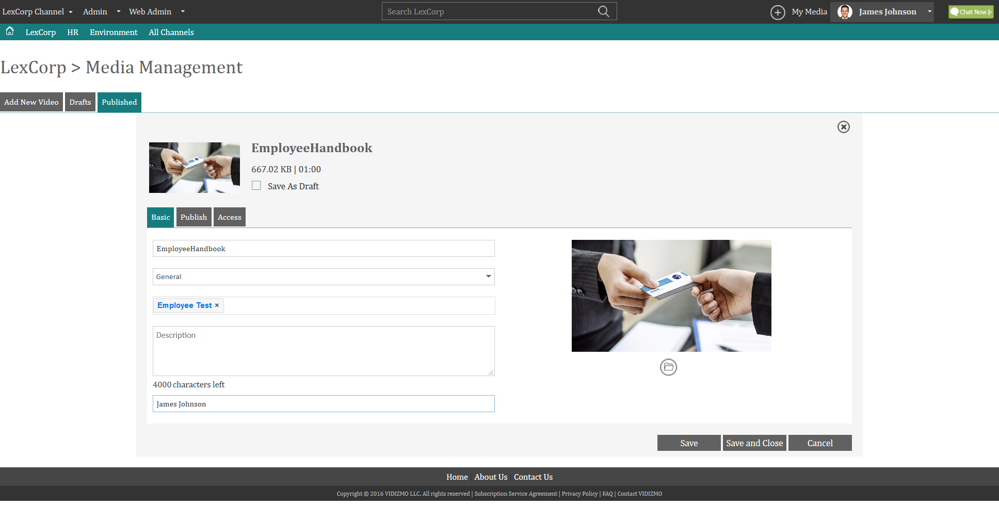 LexCorp Channel Admin Web Admin Search LexCorp My Media James Johnson Chat Now
LexCorp HR Environment All Channels
LexCorp > Media Management
Add New Video Drafts Published
EmployeeHandbook
667.02 KB | 01:00
Save As Draft
Basic Publish Access
EmployeeHandbook
General
Employee Test ×
Description
4000 characters left
James Johnson
Save Save and Close Cancel
Home | About Us | Contact Us
Copyright © 2016 VIDIZMO LLC. All rights reserved | Subscription Service Agreement | Privacy Policy | FAQ | Contact VIDIZMO